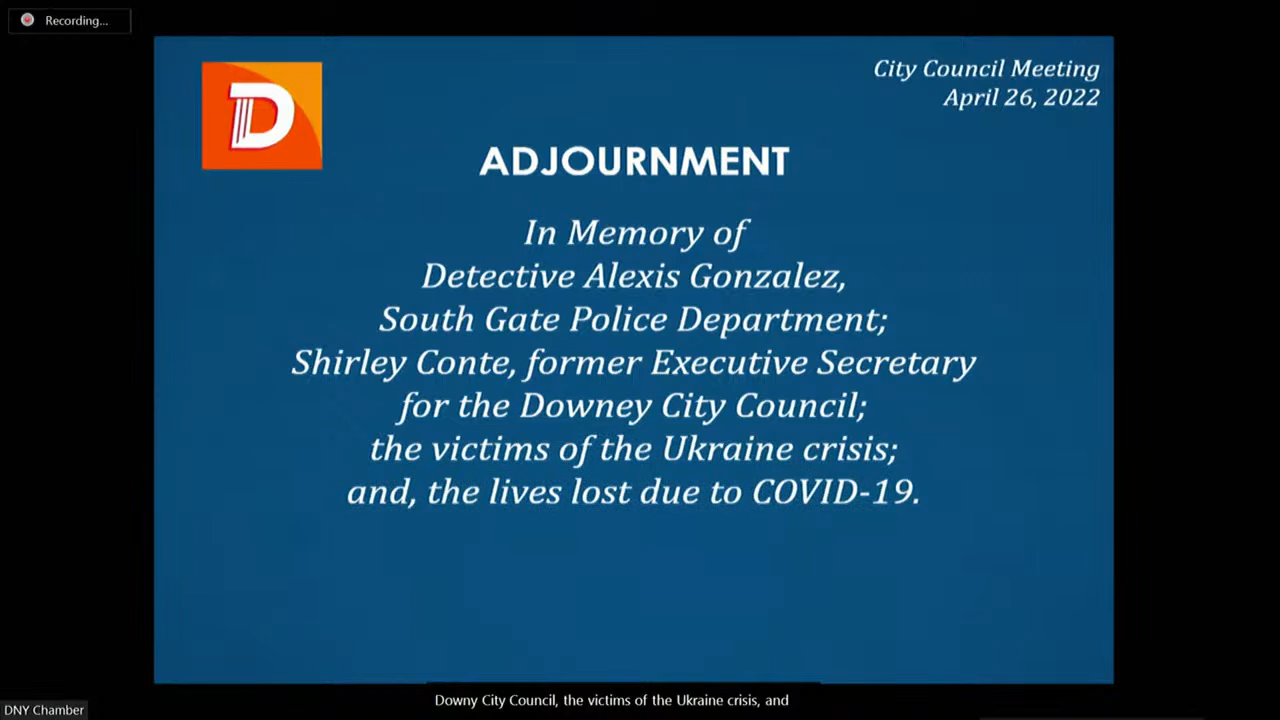 Recording...
City Council Meeting
April 26, 2022
D
ADJOURNMENT
In Memory of
Detective Alexis Gonzalez,
South Gate Police Department;
Shirley Conte, former Executive Secretary
for the Downey City Council;
the victims of the Ukraine crisis;
and, the lives lost due to COVID-19.
Downy City Council, the victims of the Ukraine crisis, and
DNY Chamber